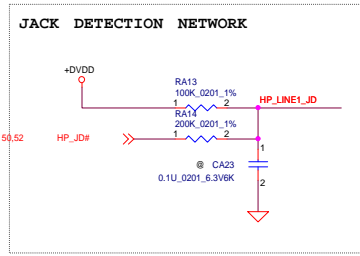 JACK DETECTION NETWORK
+DVDD
RA13
100K_0201_1%
1 2 HP_LINE1_JD
RA14
200K_0201_1%
50,52 HP_JD# 1 2
1
@ CA23
0.1U_0201_6.3V6K
2